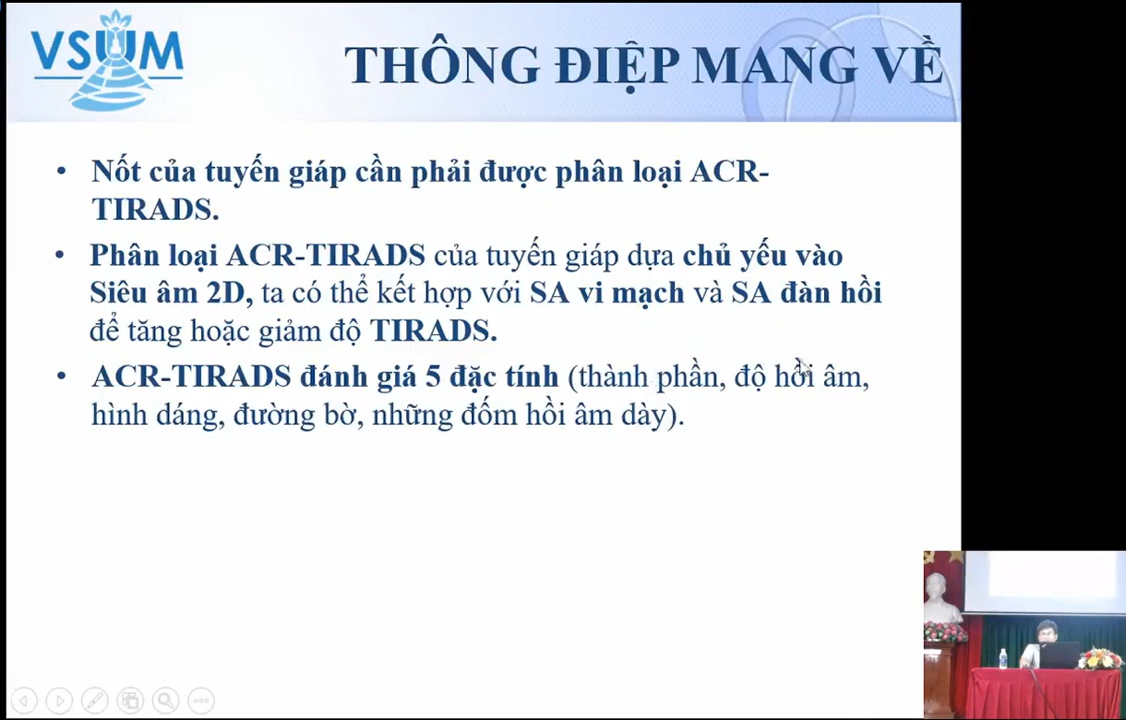 VSUM
THÔNG ĐIỆP MANG VỀ
• Nốt của tuyến giáp cần phải được phân loại ACR-
TIRADS.
• Phân loại ACR-TIRADS của tuyến giáp dựa chủ yếu vào
Siêu âm 2D, ta có thể kết hợp với SA vi mạch và SA đàn hồi
để tăng hoặc giảm độ TIRADS.
• ACR-TIRADS đánh giá 5 đặc tính (thành phần, độ hồi âm,
hình dáng, đường bờ, những đốm hồi âm dày).